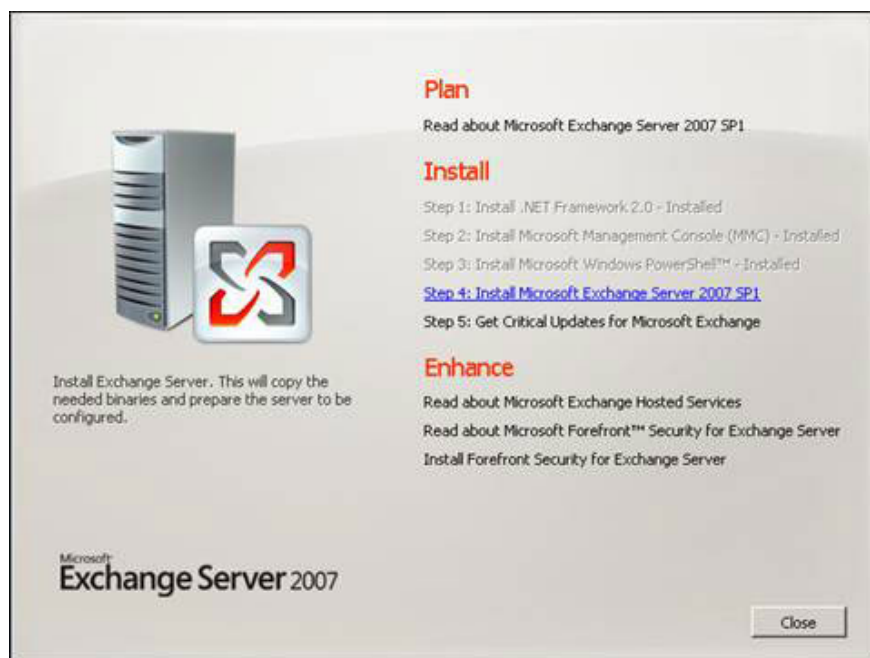 Plan
Read about Microsoft Exchange Server 2007 SP1
Install
Step 1: Install .NET Framework 2.0 - Installed
Step 2: Install Microsoft Management Console (MMC) - Installed
Step 3: Install Microsoft Windows PowerShell™ - Installed
Step 4: Install Microsoft Exchange Server 2007 SP1
Step 5: Get Critical Updates for Microsoft Exchange
Enhance
Read about Microsoft Exchange Hosted Services
Read about Microsoft Forefront™ Security for Exchange Server
Install Forefront Security for Exchange Server
Install Exchange Server. This will copy the
needed binaries and prepare the server to be
configured.
Microsoft
Exchange Server 2007
Close